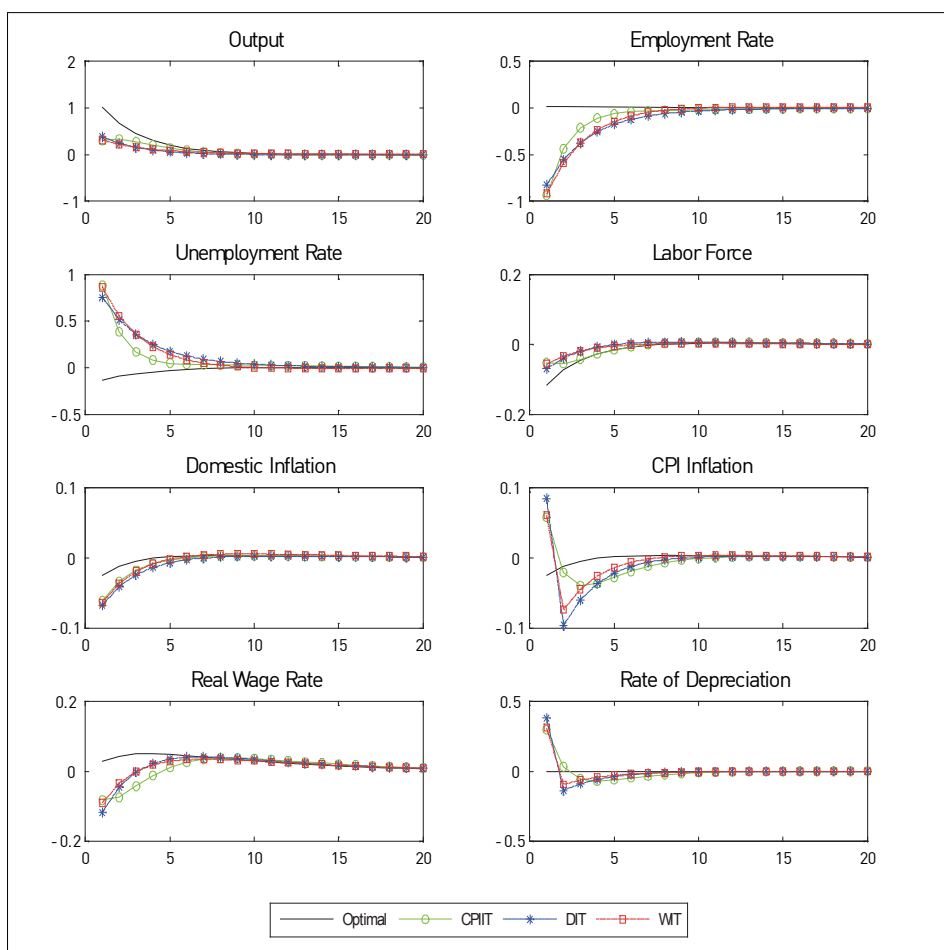 Output
2
1
0
-1
0 5 10 15 20
Employment Rate
0.5
0
-0.5
-1
0 5 10 15 20
Unemployment Rate
1
0.5
0
-0.5
0 5 10 15 20
Labor Force
0.2
0
-0.2
0 5 10 15 20
Domestic Inflation
0.1
0
-0.1
0 5 10 15 20
CPI Inflation
0.1
0
-0.1
0 5 10 15 20
Real Wage Rate
0.2
0
-0.2
0 5 10 15 20
Rate of Depreciation
0.5
0
-0.5
0 5 10 15 20
Optimal CPIIT DIT WIT